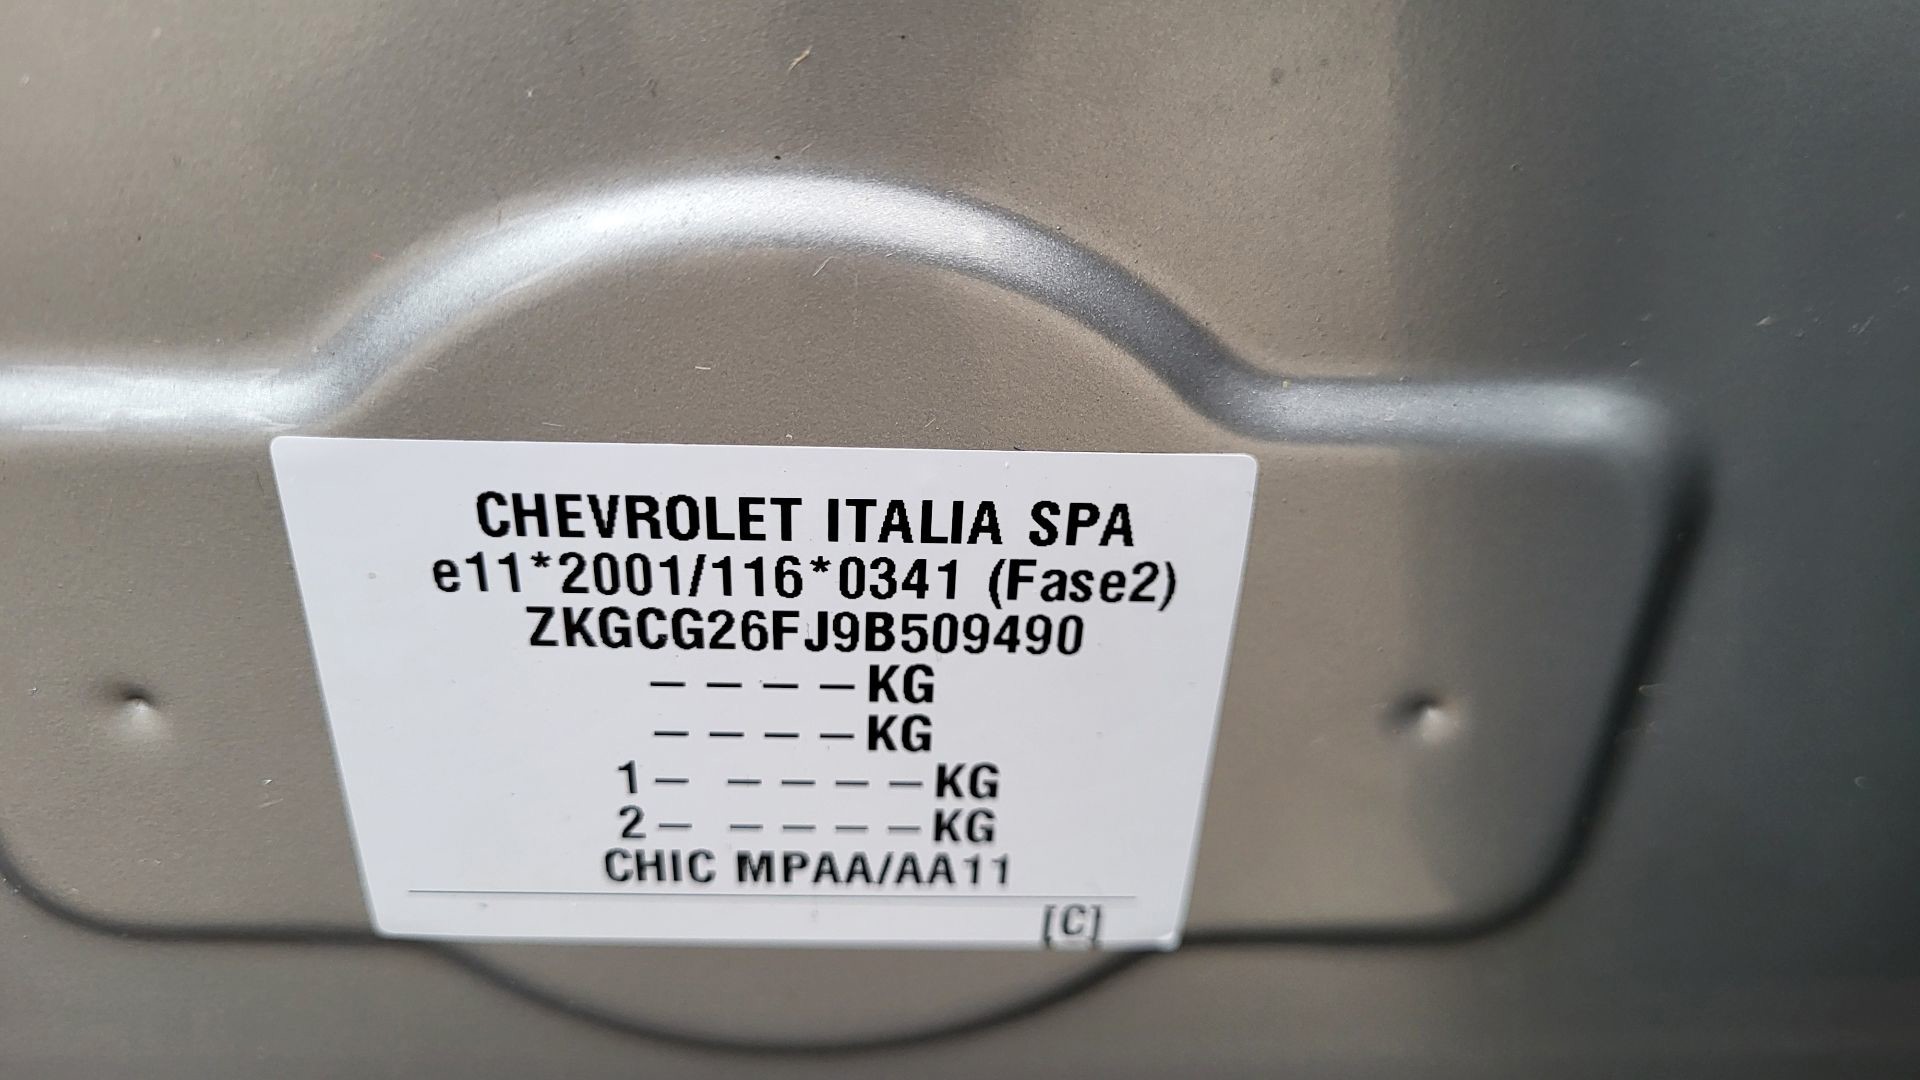 CHEVROLET ITALIA SPA
e11*2001/116*0341 (Fase2)
ZKGCG26FJ9B509490
– – – – KG
– – – – KG
1 – – – – – KG
2 – – – – – KG
CHIC MPAA/AA11
[C]